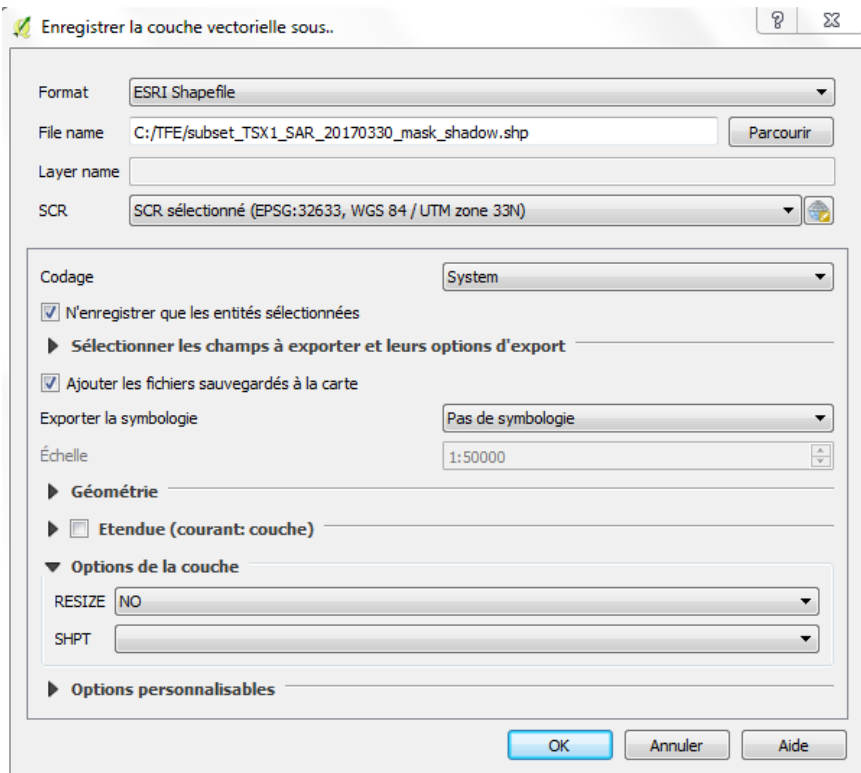 Enregistrer la couche vectorielle sous..
Format ESRI Shapefile
File name C:/TFE/subset_TSX1_SAR_20170330_mask_shadow.shp Parcourir
Layer name
SCR SCR sélectionné (EPSG:32633, WGS 84 / UTM zone 33N)
Codage System
N'enregistrer que les entités sélectionnées
Sélectionner les champs à exporter et leurs options d'export
Ajouter les fichiers sauvegardés à la carte
Exporter la symbologie Pas de symbologie
Échelle 1:50000
Géométrie
Etendue (courant: couche)
Options de la couche
RESIZE NO
SHPT
Options personnalisables
OK Annuler Aide